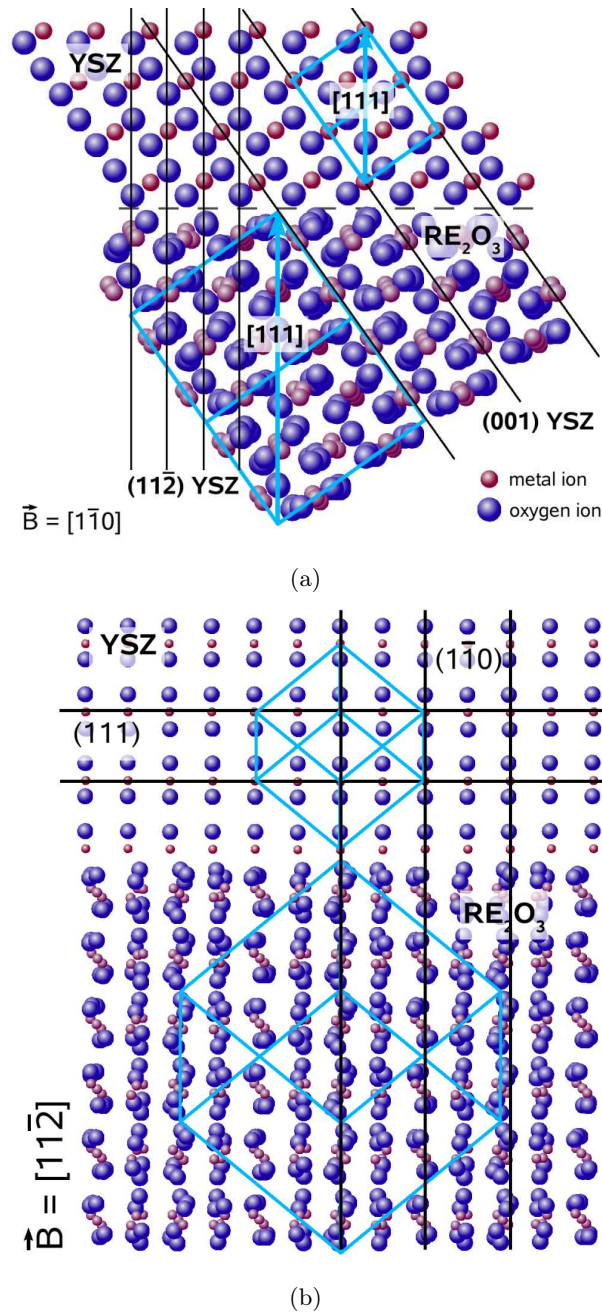 YSZ
[111]
RE₂O₃
[111]
(001) YSZ
(112̄) YSZ
metal ion
oxygen ion
B⃗ = [11̄0]
(a)
YSZ
(11̄0)
(111)
RE₂O₃
B⃗ = [112̄]
(b)